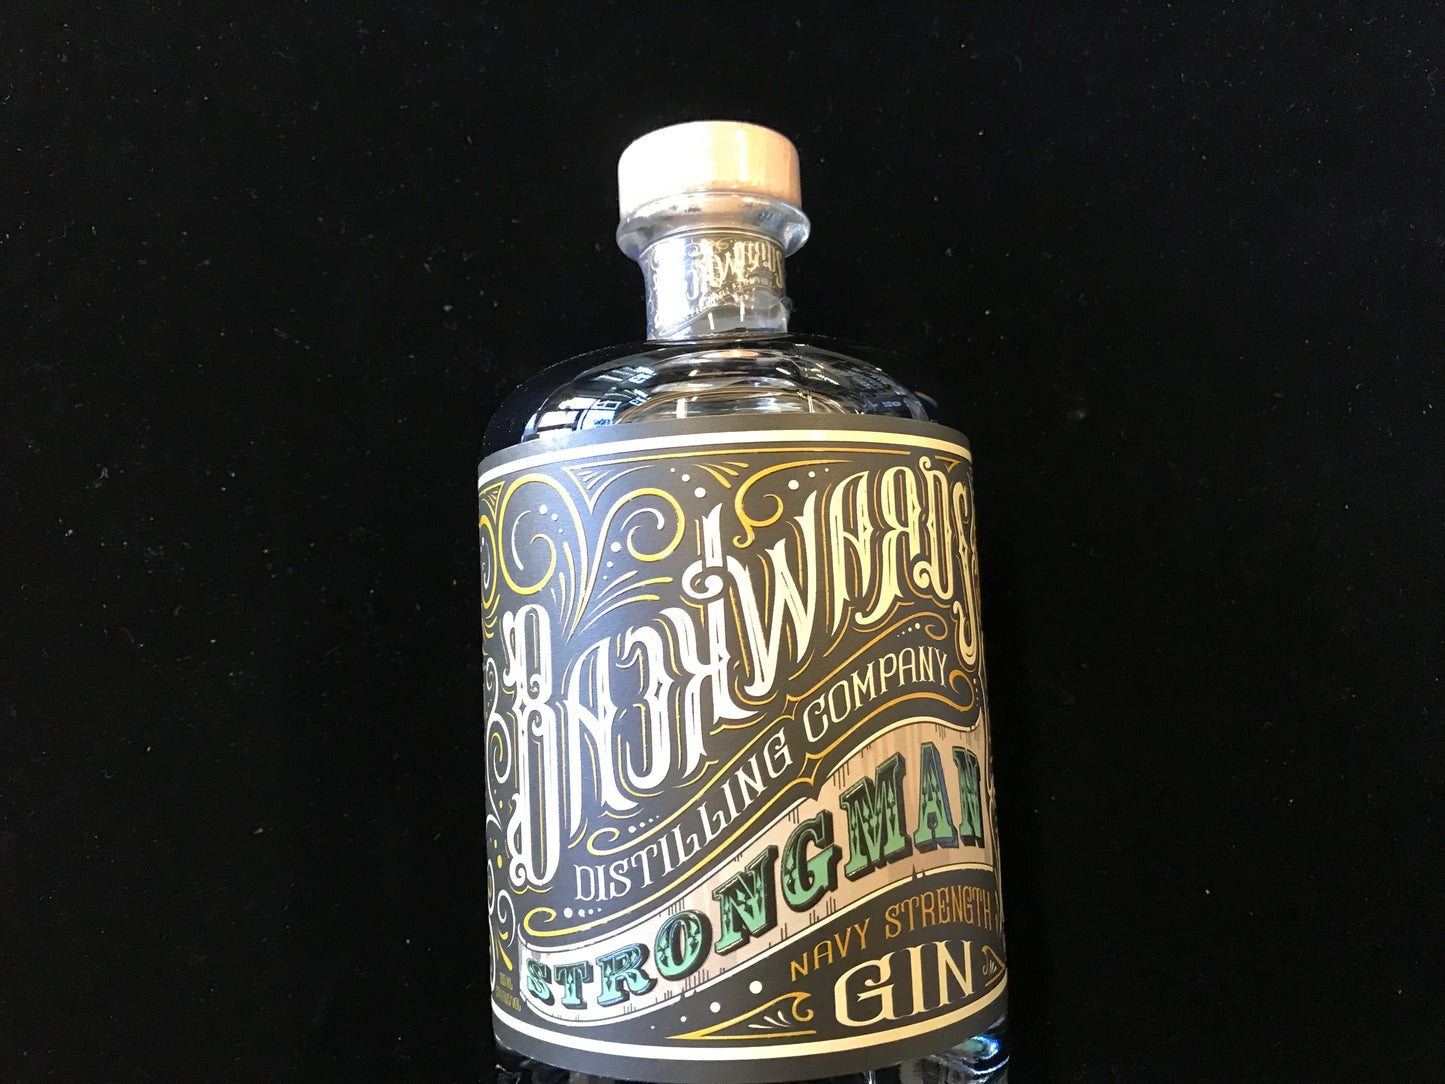 BACKWARDS
DISTILLING COMPANY
STRONGMAN
NAVY STRENGTH
GIN